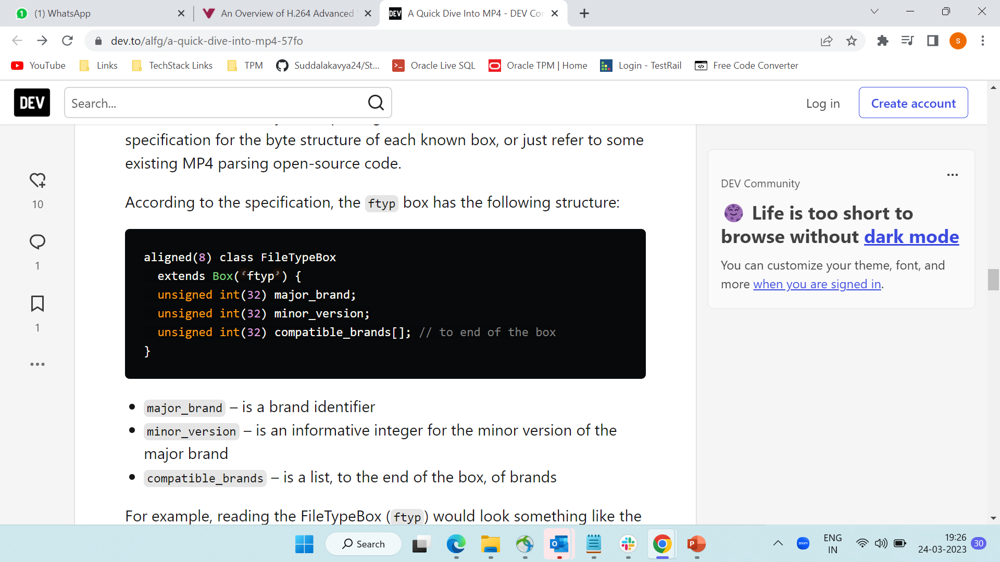 (1) WhatsApp
An Overview of H.264 Advanced
DEV
A Quick Dive Into MP4 - DEV Cor
dev.to/alfg/a-quick-dive-into-mp4-57fo
s
YouTube
Links
TechStack Links
TPM
Suddalakavya24/St...
Oracle Live SQL
Oracle TPM | Home
Login - TestRail
Free Code Converter
DEV
Search...
Log in
Create account
specification for the byte structure of each known box, or just refer to some
existing MP4 parsing open-source code.
According to the specification, the ftyp box has the following structure:
aligned(8) class FileTypeBox
extends Box(‘ftyp’) {
unsigned int(32) major_brand;
unsigned int(32) minor_version;
unsigned int(32) compatible_brands[]; // to end of the box
}
major_brand – is a brand identifier
minor_version – is an informative integer for the minor version of the
major brand
compatible_brands – is a list, to the end of the box, of brands
For example, reading the FileTypeBox (ftyp) would look something like the
10
1
1
DEV Community
Life is too short to
browse without dark mode
You can customize your theme, font, and
more when you are signed in.
Search
zoom
ENG
IN
19:26
24-03-2023
30